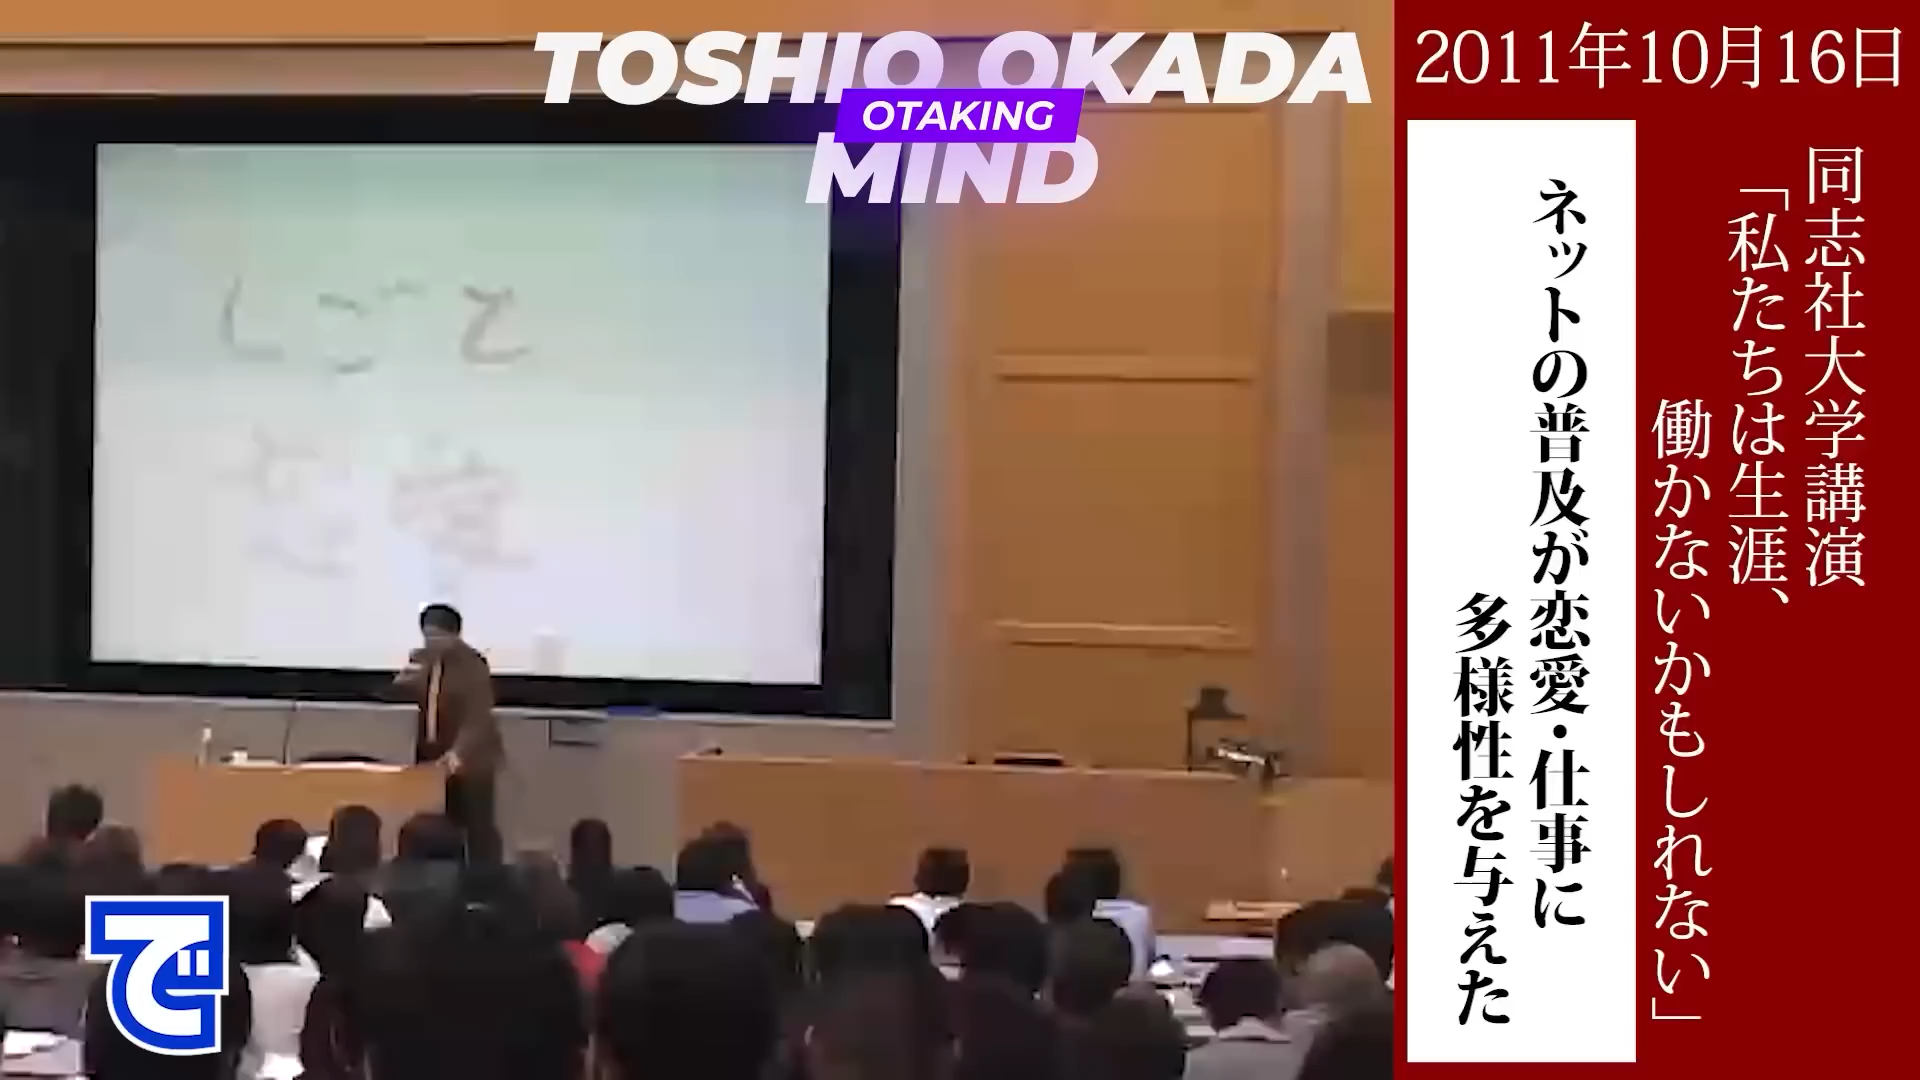 TOSHIO OKADA
OTAKING
MIND
2011年10月16日
同志社大学講演
「私たちは生涯、
働かないかもしれない」
ネットの普及が恋愛・仕事に
多様性を与えた
しごと
恋愛
で